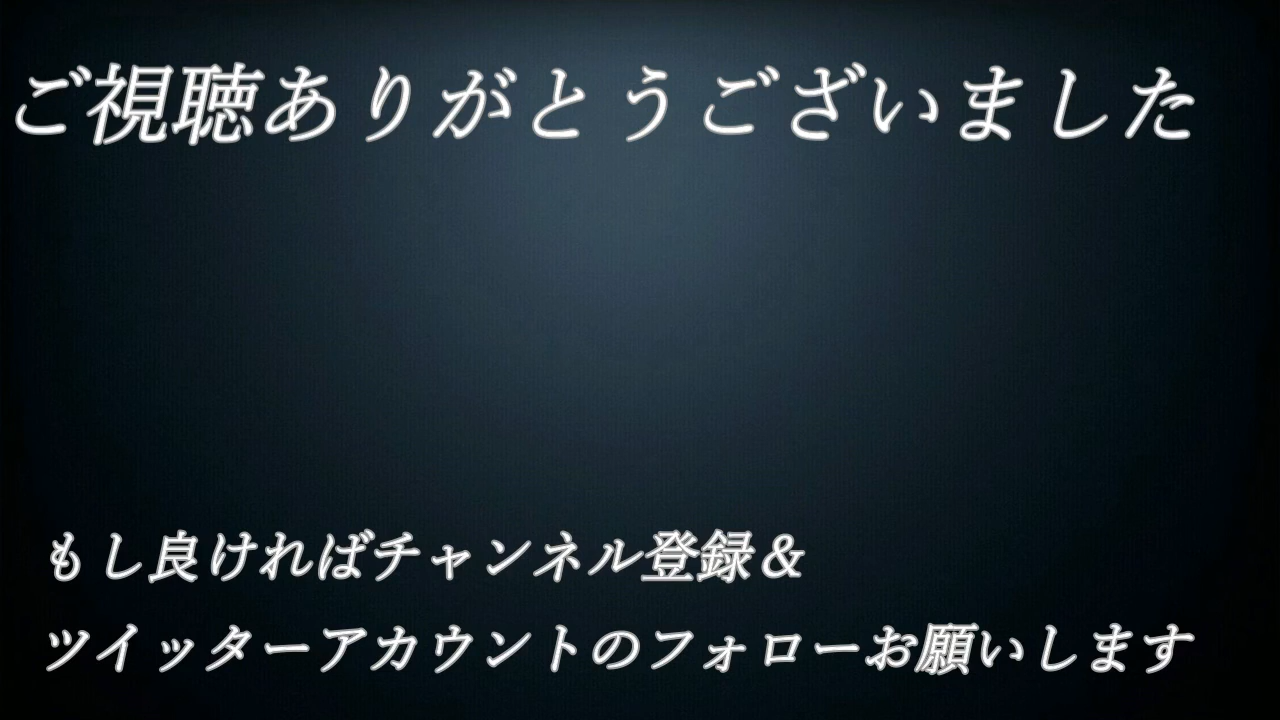 ご視聴ありがとうございました
もし良ければチャンネル登録＆
ツイッターアカウントのフォローお願いします